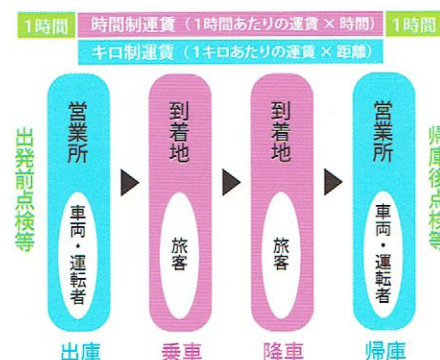 1時間 時間制運賃（1時間あたりの運賃×時間） 1時間
キロ制運賃（1キロあたりの運賃×距離）
出発前点検等
営業所
車両・運転者
出庫
到着地
旅客
乗車
到着地
旅客
降車
営業所
車両・運転者
帰庫
帰庫後点検等